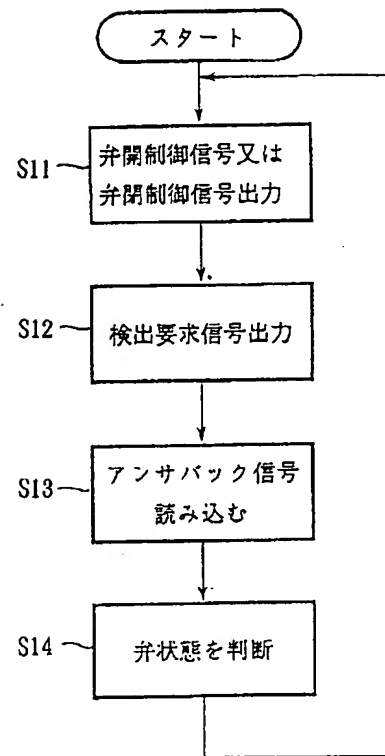 スタート
S11
弁開制御信号又は
弁閉制御信号出力
S12
検出要求信号出力
S13
アンサバック信号
読み込む
S14
弁状態を判断